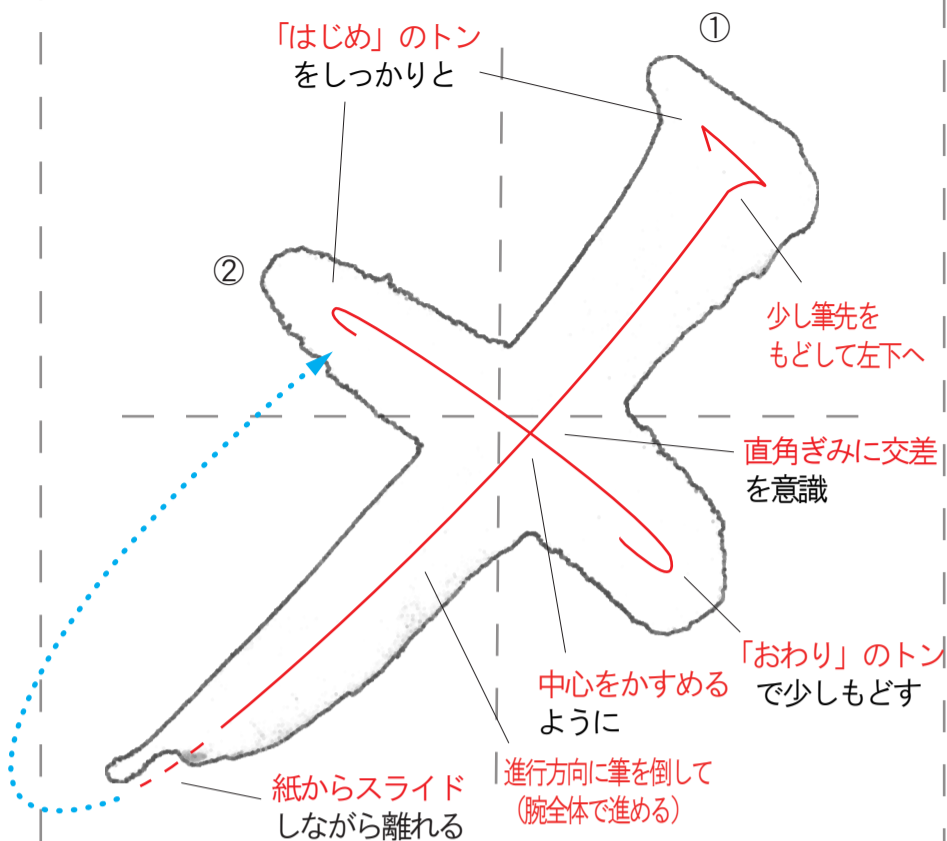 ①
「はじめ」のトン
をしっかりと
②
少し筆先を
もどして左下へ
直角ぎみに交差
を意識
「おわり」のトン
で少しもどす
中心をかすめる
ように
進行方向に筆を倒して
（腕全体で進める）
紙からスライド
しながら離れる